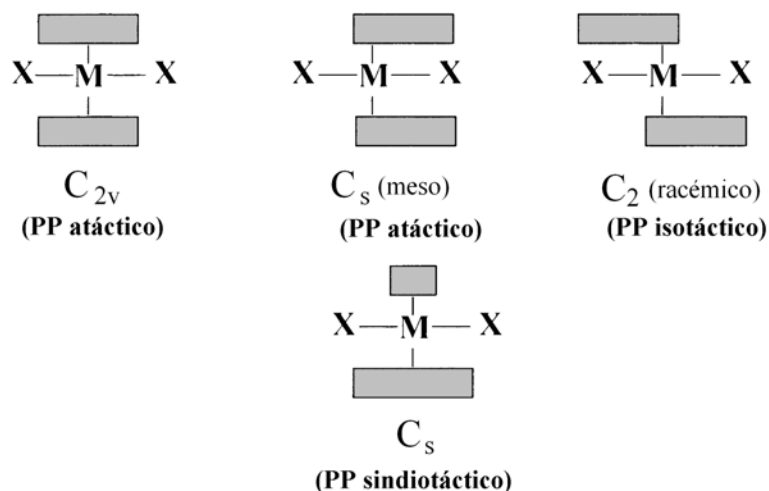 X—M—X
C2v
(PP atáctico)
X—M—X
Cs (meso)
(PP atáctico)
X—M—X
C2 (racémico)
(PP isotáctico)
X—M—X
Cs
(PP sindiotáctico)